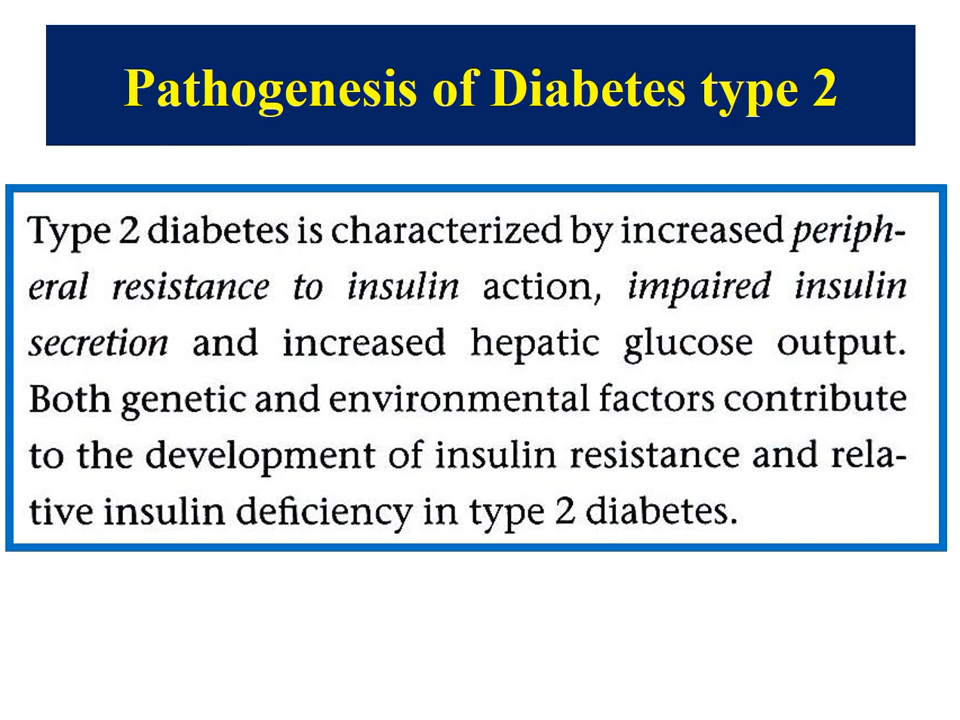 Pathogenesis of Diabetes type 2
Type 2 diabetes is characterized by increased periph-
eral resistance to insulin action, impaired insulin
secretion and increased hepatic glucose output.
Both genetic and environmental factors contribute
to the development of insulin resistance and rela-
tive insulin deficiency in type 2 diabetes.